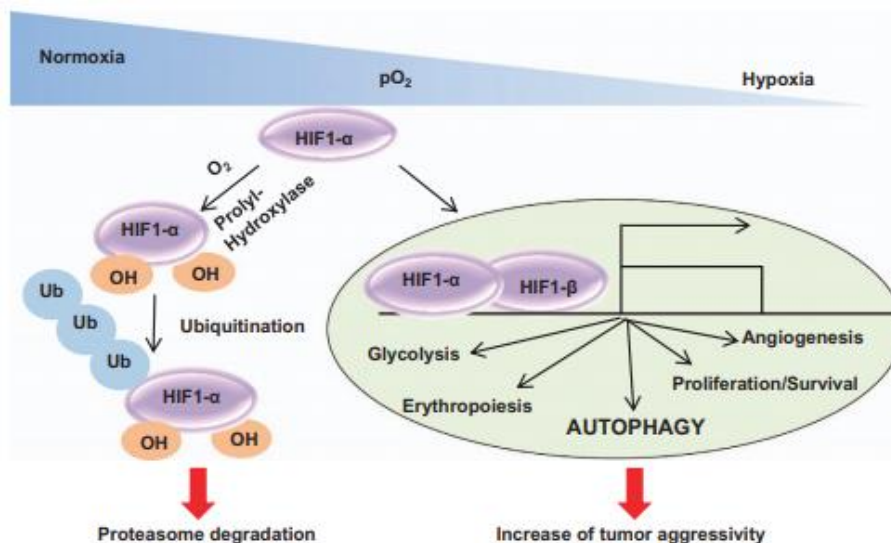 Normoxia
pO₂
Hypoxia
HIF1-α
O₂
Prolyl-
Hydroxylase
HIF1-α
OH
OH
Ub
Ub
Ub
Ubiquitination
HIF1-α
OH
OH
HIF1-α
HIF1-β
Glycolysis
Angiogenesis
Erythropoiesis
Proliferation/Survival
AUTOPHAGY
Proteasome degradation
Increase of tumor aggressivity